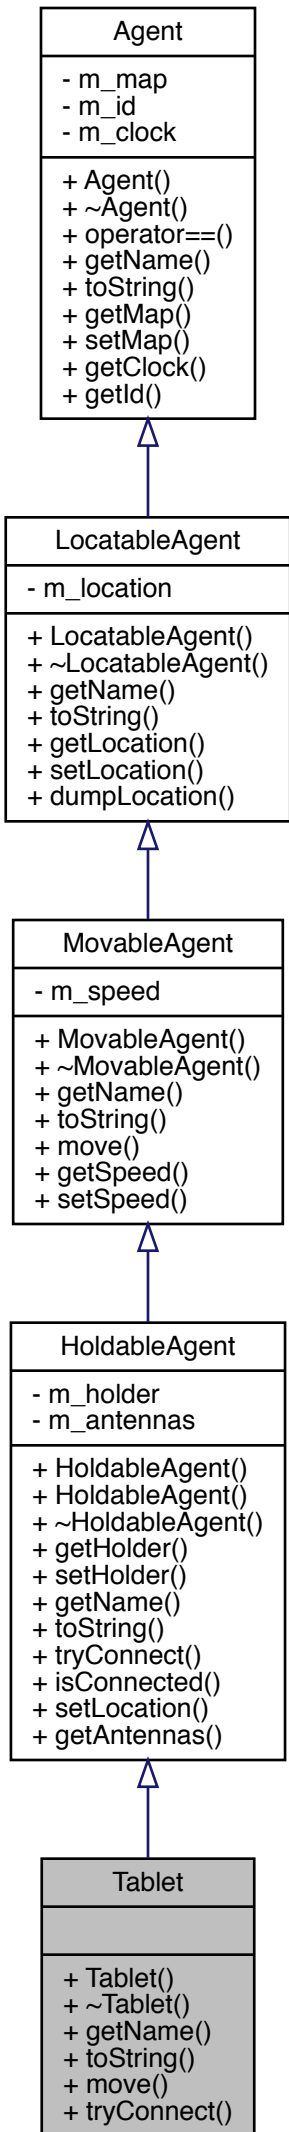 Agent
- m_map
- m_id
- m_clock
+ Agent()
+ ~Agent()
+ operator==()
+ getName()
+ toString()
+ getMap()
+ setMap()
+ getClock()
+ getId()
LocatableAgent
- m_location
+ LocatableAgent()
+ ~LocatableAgent()
+ getName()
+ toString()
+ getLocation()
+ setLocation()
+ dumpLocation()
MovableAgent
- m_speed
+ MovableAgent()
+ ~MovableAgent()
+ getName()
+ toString()
+ move()
+ getSpeed()
+ setSpeed()
HoldableAgent
- m_holder
- m_antennas
+ HoldableAgent()
+ HoldableAgent()
+ ~HoldableAgent()
+ getHolder()
+ setHolder()
+ getName()
+ toString()
+ tryConnect()
+ isConnected()
+ setLocation()
+ getAntennas()
Tablet
+ Tablet()
+ ~Tablet()
+ getName()
+ toString()
+ move()
+ tryConnect()